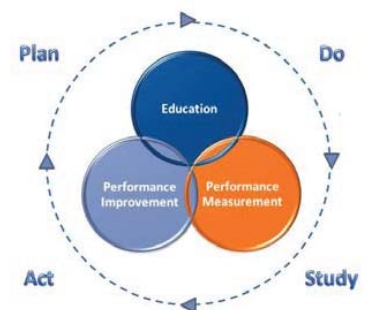 Plan
Do
Education
Performance
Improvement
Performance
Measurement
Act
Study